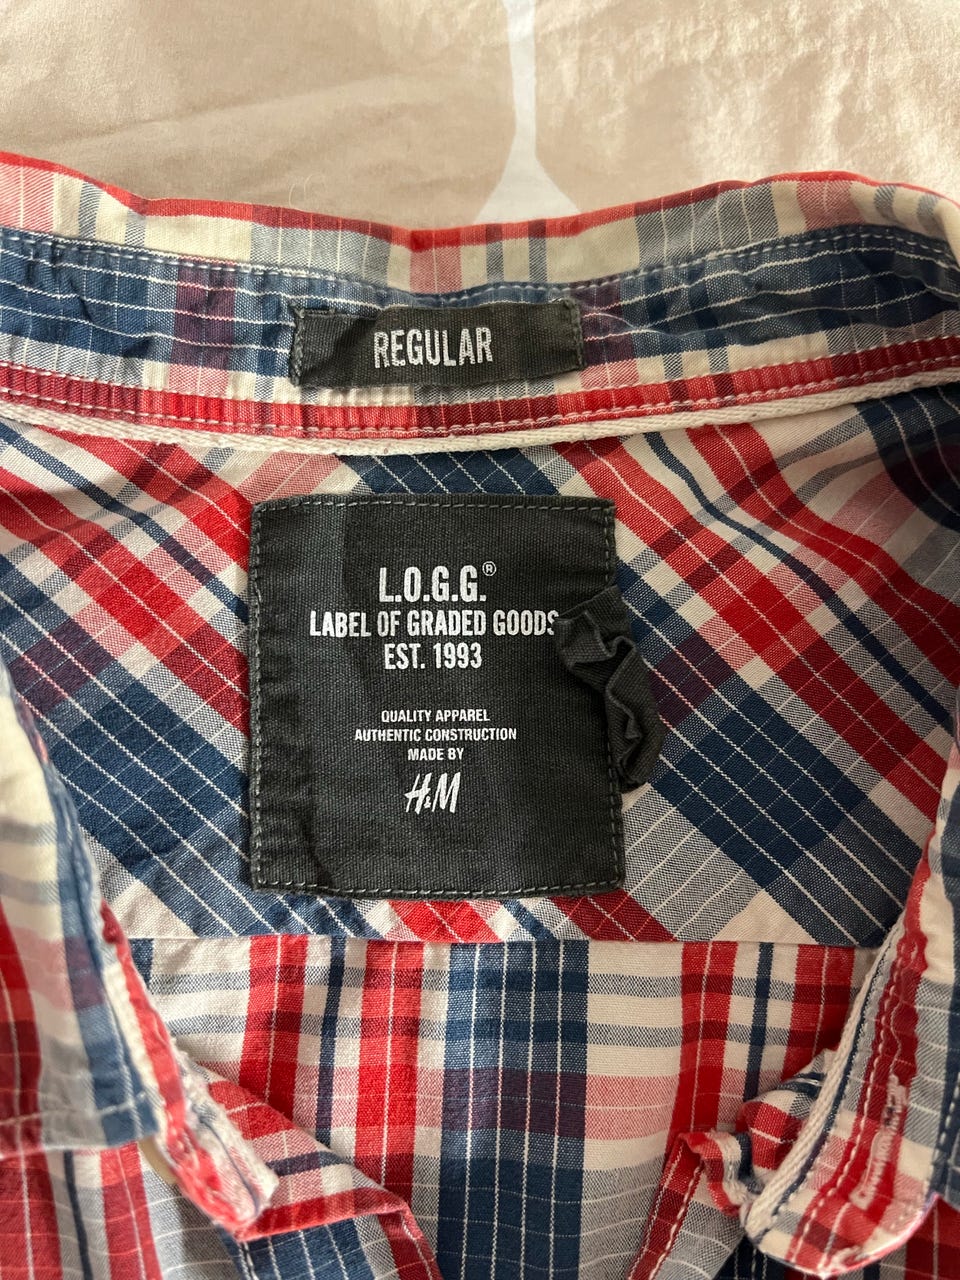 REGULAR
L.O.G.G.®
LABEL OF GRADED GOODS
EST. 1993
QUALITY APPAREL
AUTHENTIC CONSTRUCTION
MADE BY
H&M